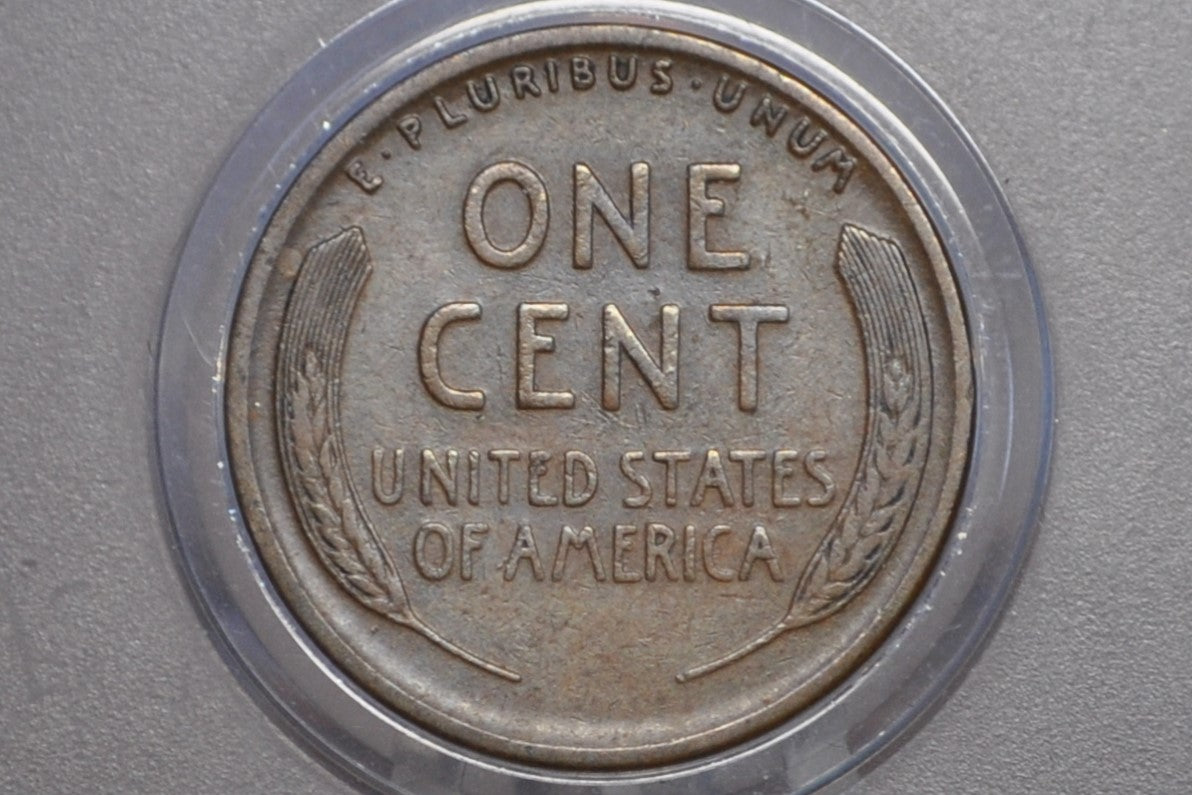 E · PLURIBUS · UNUM
ONE
CENT
UNITED STATES
OF AMERICA